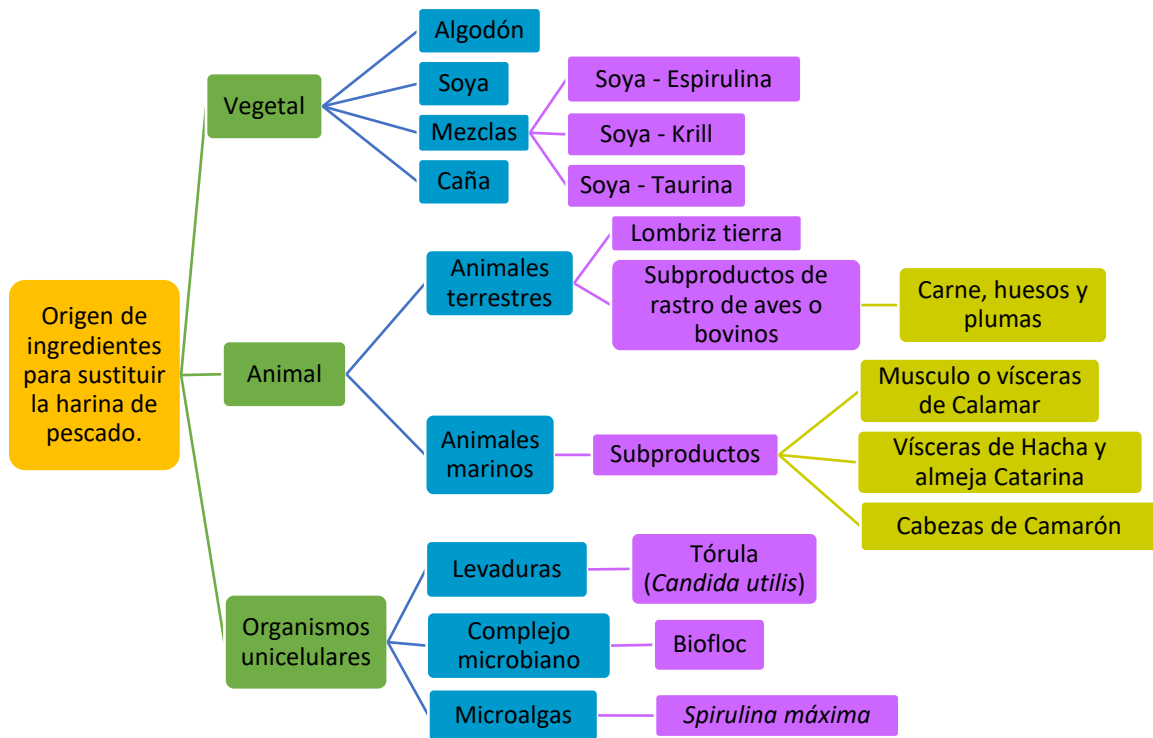 Origen de
ingredientes
para sustituir
la harina de
pescado.
Vegetal
Algodón
Soya
Mezclas
Soya - Espirulina
Soya - Krill
Soya - Taurina
Caña
Animal
Animales
terrestres
Lombriz tierra
Subproductos de
rastro de aves o
bovinos
Carne, huesos y
plumas
Animales
marinos
Subproductos
Musculo o vísceras
de Calamar
Vísceras de Hacha y
almeja Catarina
Cabezas de Camarón
Organismos
unicelulares
Levaduras
Tórula
(Candida utilis)
Complejo
microbiano
Biofloc
Microalgas
Spirulina máxima